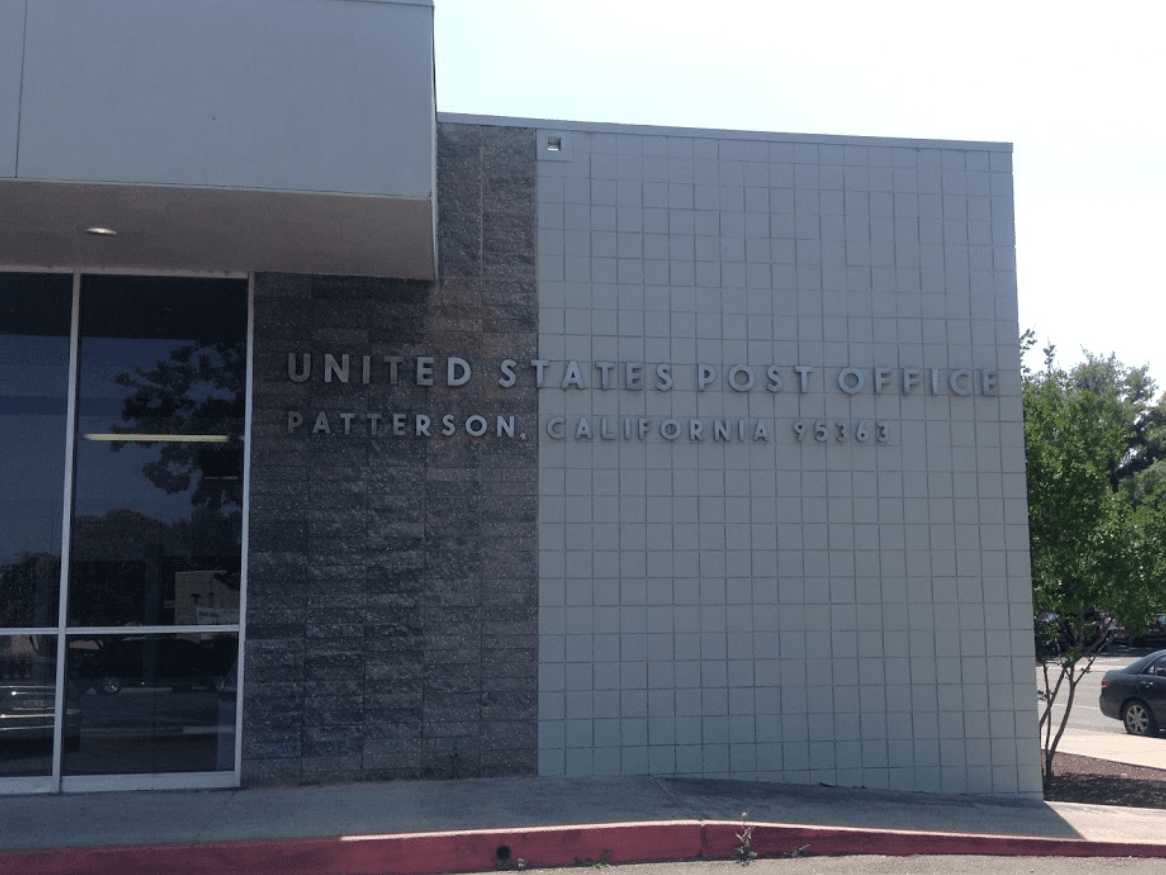 UNITED STATES POST OFFICE
PATTERSON, CALIFORNIA 95363